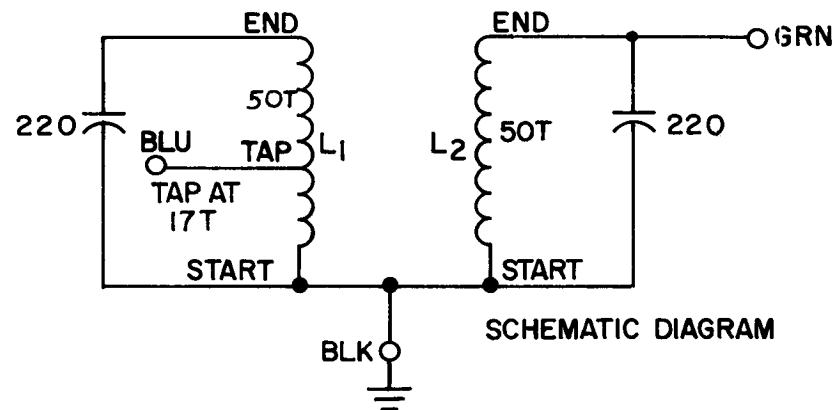 END
END
GRN
50T
220
BLU
TAP
L1
L2
50T
220
TAP AT
17T
START
START
BLK
SCHEMATIC DIAGRAM